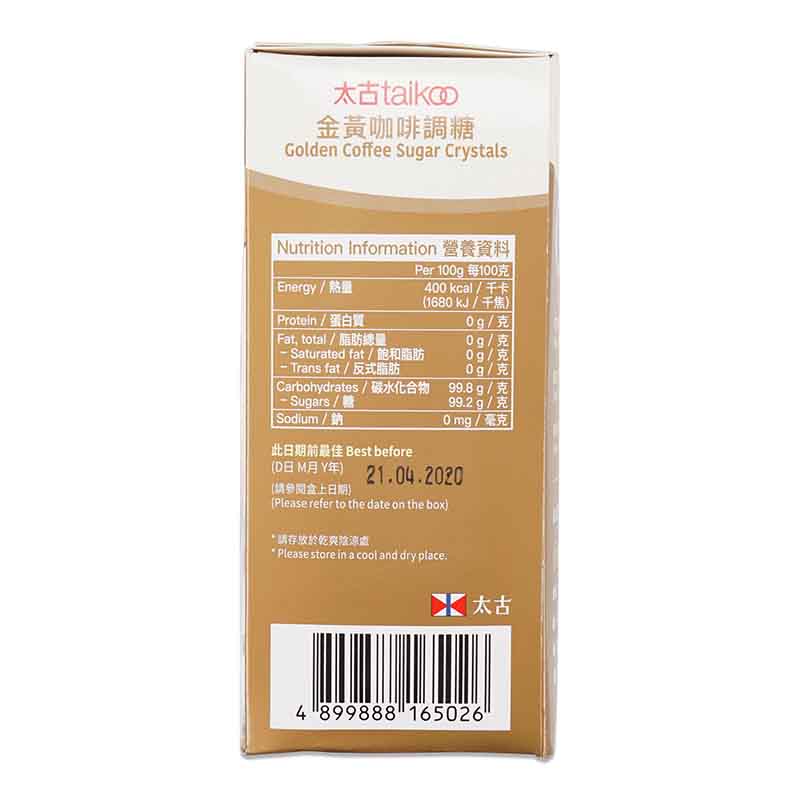 太古taikoo
金黃咖啡調糖
Golden Coffee Sugar Crystals
Nutrition Information 營養資料
Per 100g 每100克
Energy / 熱量 400 kcal / 千卡
(1680 kJ / 千焦)
Protein / 蛋白質 0 g / 克
Fat, total / 脂肪總量 0 g / 克
– Saturated fat / 飽和脂肪 0 g / 克
– Trans fat / 反式脂肪 0 g / 克
Carbohydrates / 碳水化合物 99.8 g / 克
– Sugars / 糖 99.2 g / 克
Sodium / 鈉 0 mg / 毫克
此日期前最佳 Best before
(D日 M月 Y年) 21.04.2020
(請參閱盒上日期)
(Please refer to the date on the box)
* 請存放於乾爽陰涼處
* Please store in a cool and dry place.
太古
4 899888 165026